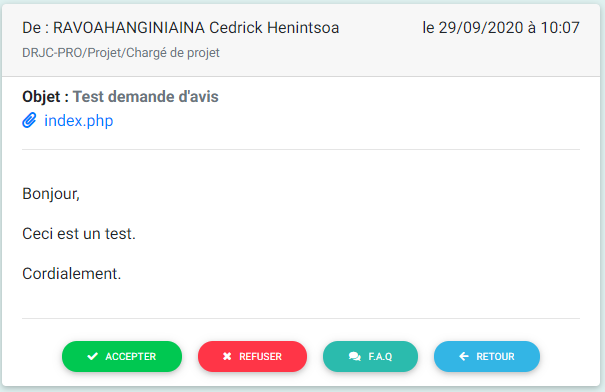 De : RAVOAHANGINIAINA Cedrick Henintsoa le 29/09/2020 à 10:07
DRJC-PRO/Projet/Chargé de projet
Objet : Test demande d'avis
index.php
Bonjour,
Ceci est un test.
Cordialement.
ACCEPTER REFUSER F.A.Q RETOUR